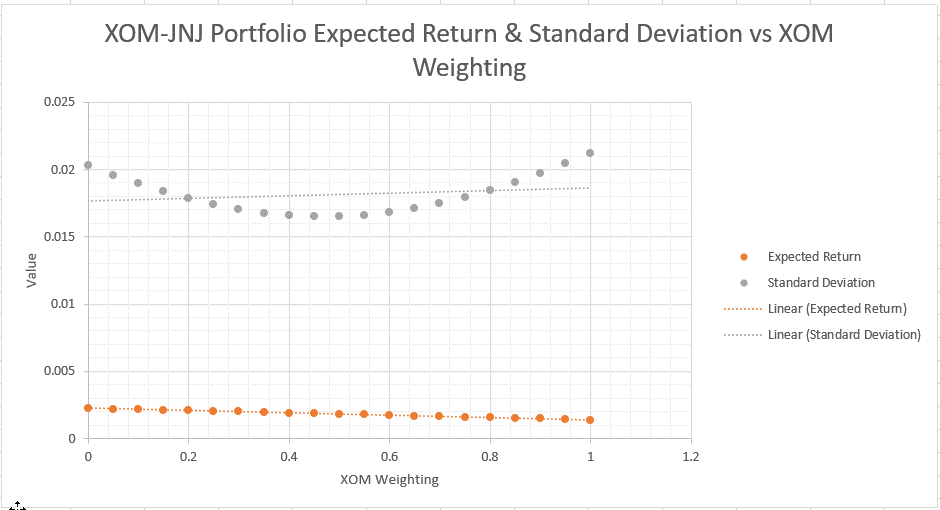 XOM-JNJ Portfolio Expected Return & Standard Deviation vs XOM
Weighting
0.025
0.02
0.015
0.01
0.005
0
Value
0
0.2
0.4
0.6
0.8
1
1.2
XOM Weighting
Expected Return
Standard Deviation
Linear (Expected Return)
Linear (Standard Deviation)